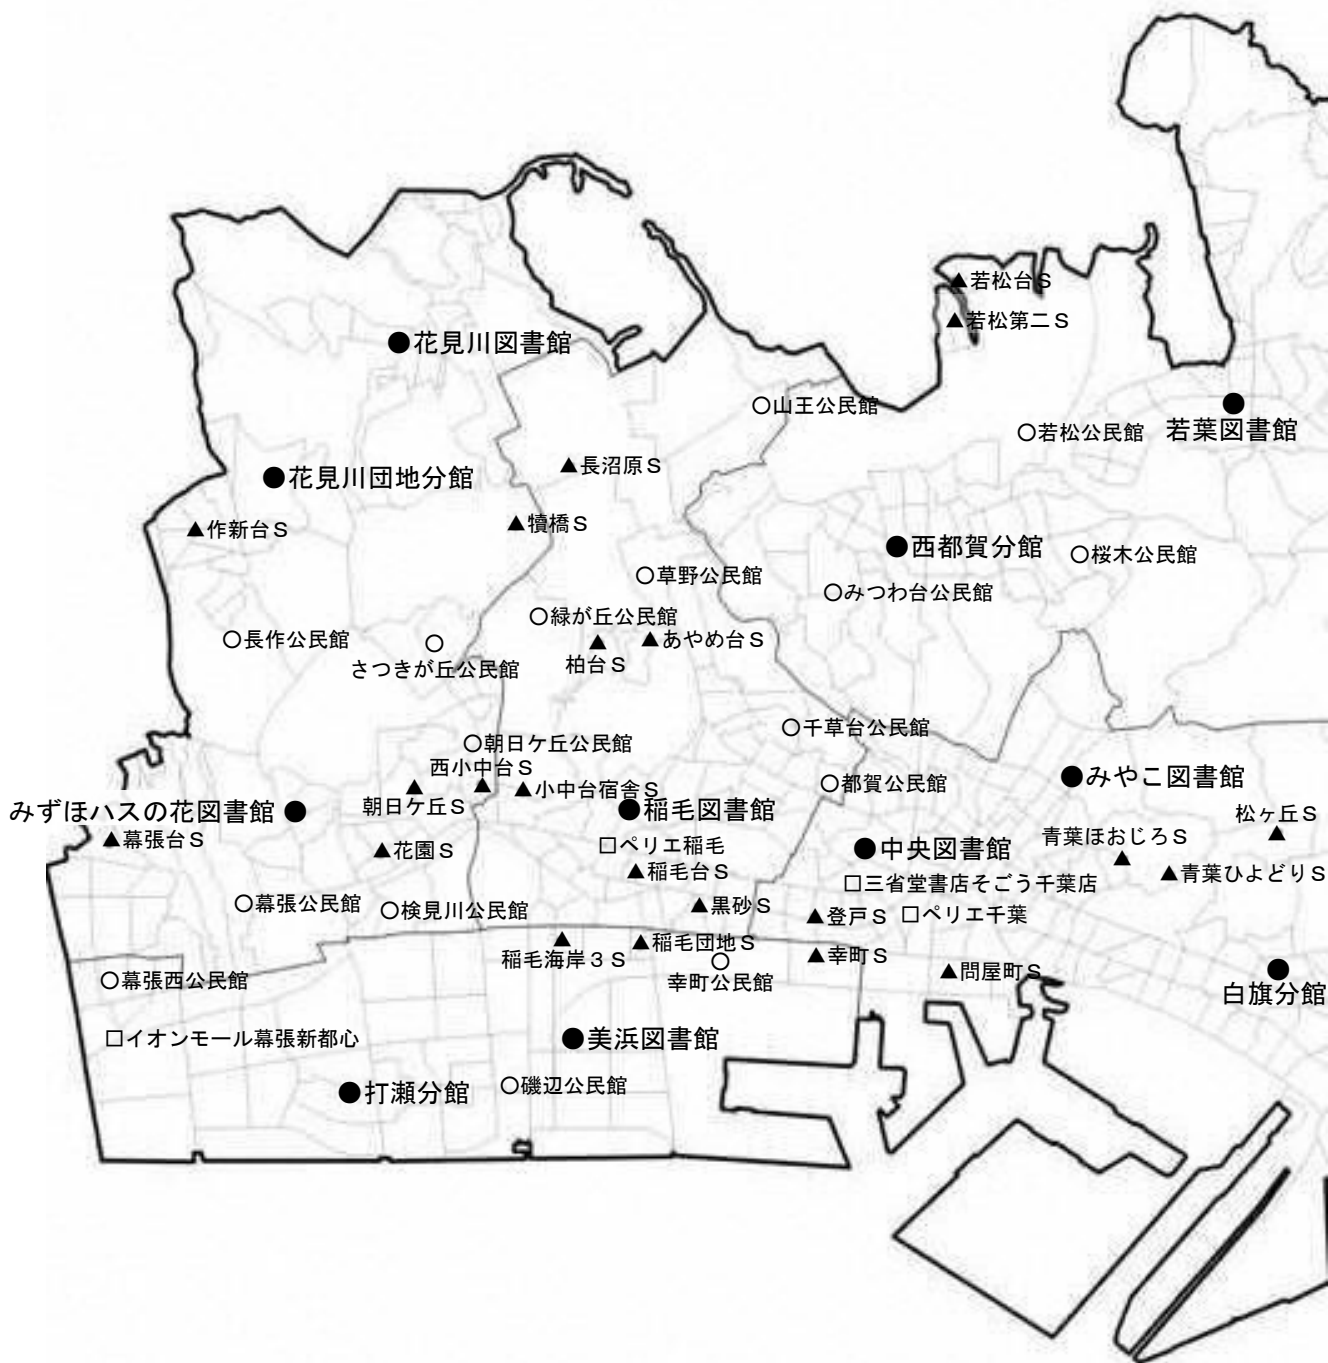 ▲若松台Ｓ
▲若松第二Ｓ
●花見川図書館
○山王公民館
○若松公民館
●
若葉図書館
▲長沼原Ｓ
●花見川団地分館
▲作新台Ｓ
▲犢橋Ｓ
●西都賀分館
○桜木公民館
○草野公民館
○みつわ台公民館
○緑が丘公民館
○長作公民館
○
さつきが丘公民館
▲
柏台Ｓ
▲あやめ台Ｓ
○千草台公民館
○朝日ケ丘公民館
西小中台Ｓ
▲
▲小中台宿舎Ｓ
▲
朝日ケ丘Ｓ
○都賀公民館
●みやこ図書館
みずほハスの花図書館●
●稲毛図書館
松ヶ丘Ｓ
▲
▲幕張台Ｓ
▲花園Ｓ
□ペリエ稲毛
●中央図書館
青葉ほおじろＳ
▲
▲稲毛台Ｓ
□三省堂書店そごう千葉店
▲青葉ひよどりＳ
○幕張公民館
○検見川公民館
▲黒砂Ｓ
▲登戸Ｓ
□ペリエ千葉
▲
稲毛海岸３Ｓ
▲稲毛団地Ｓ
▲幸町Ｓ
○
幸町公民館
▲問屋町Ｓ
●
白旗分館
○幕張西公民館
□イオンモール幕張新都心
●美浜図書館
●打瀬分館
○磯辺公民館